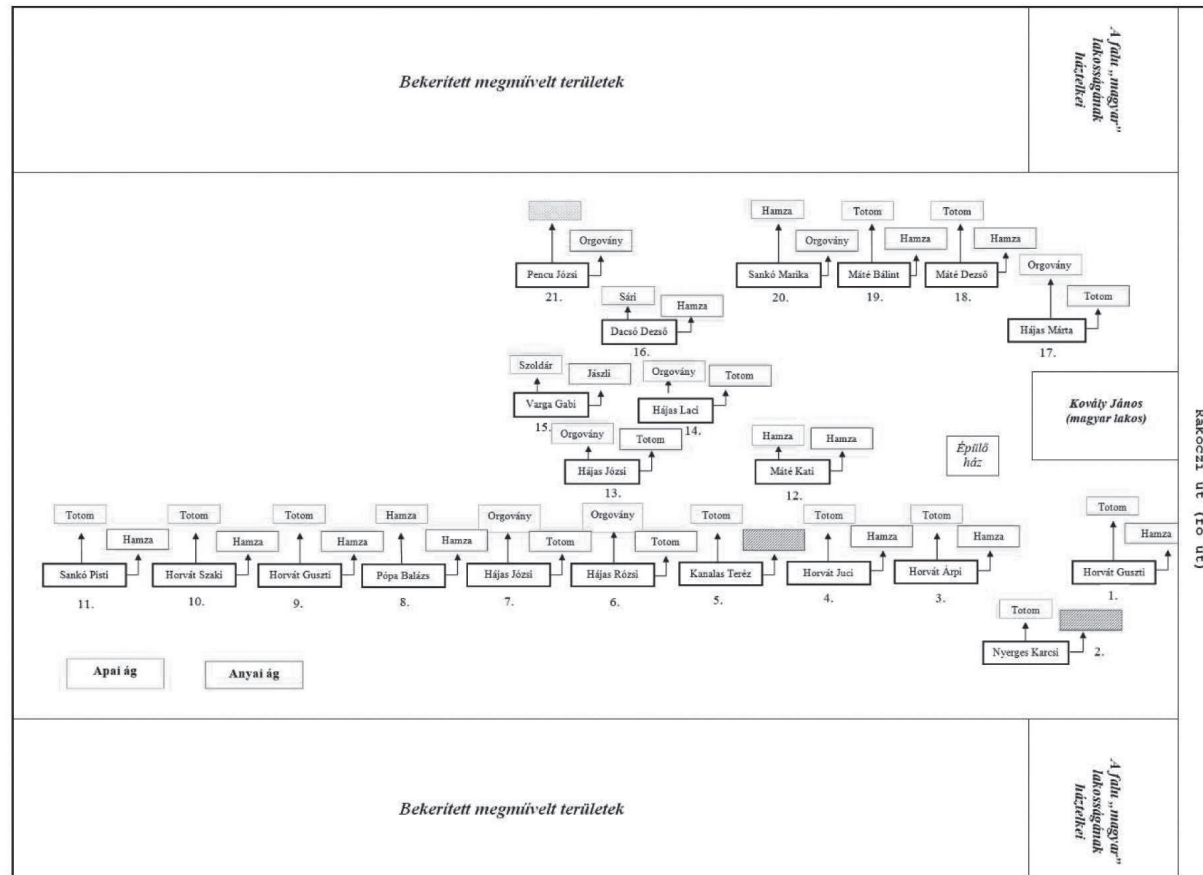 Bekerített megművelt területek
A falu „magyar”
lakosságának
háztelkei
Orgovány
Pencu Józsi
21.
Hamza
Orgovány
Sankó Marika
20.
Totom
Hamza
Máté Bálint
19.
Totom
Hamza
Máté Dezső
18.
Orgovány
Totom
Hájas Márta
17.
Sári
Hamza
Dacsó Dezső
16.
Szoldár
Jászli
Varga Gabi
15.
Orgovány
Totom
Hájas Laci
14.
Kovály János
(magyar lakos)
Rákóczi út (fő út)
Orgovány
Totom
Hájas Józsi
13.
Hamza
Hamza
Máté Kati
12.
Épülő
ház
Totom
Hamza
Sankó Pisti
11.
Totom
Hamza
Horvát Szaki
10.
Totom
Hamza
Horvát Guszti
9.
Hamza
Hamza
Pópa Balázs
8.
Orgovány
Totom
Hájas Józsi
7.
Orgovány
Totom
Hájas Rózsi
6.
Totom
Kanalas Teréz
5.
Totom
Hamza
Horvát Juci
4.
Totom
Hamza
Horvát Árpi
3.
Totom
Hamza
Horvát Guszti
1.
Totom
Nyerges Karcsi
2.
Apai ág
Anyai ág
Bekerített megművelt területek
A falu „magyar”
lakosságának
háztelkei